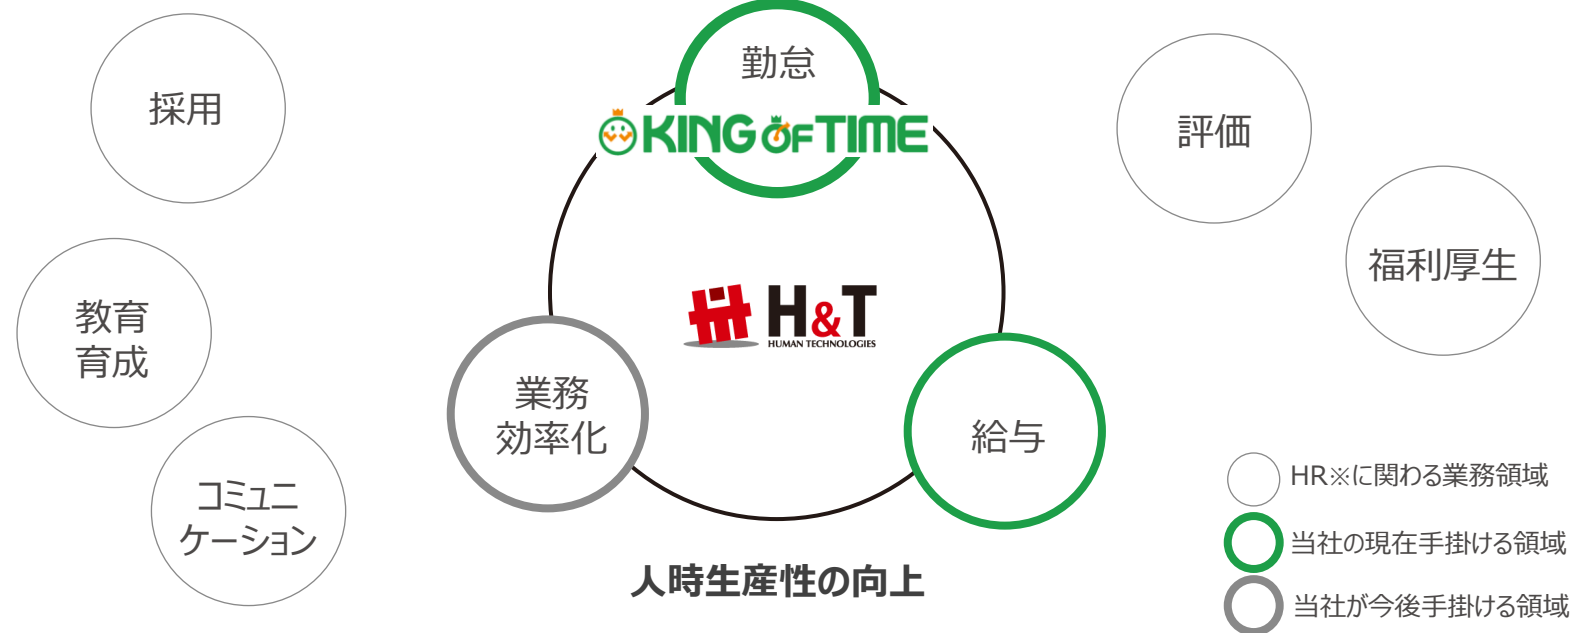 採用
教育
育成
コミュニ
ケーション
勤怠
KING OF TIME
H&T
HUMAN TECHNOLOGIES
業務
効率化
給与
人時生産性の向上
評価
福利厚生
HR※に関わる業務領域
当社の現在手掛ける領域
当社が今後手掛ける領域